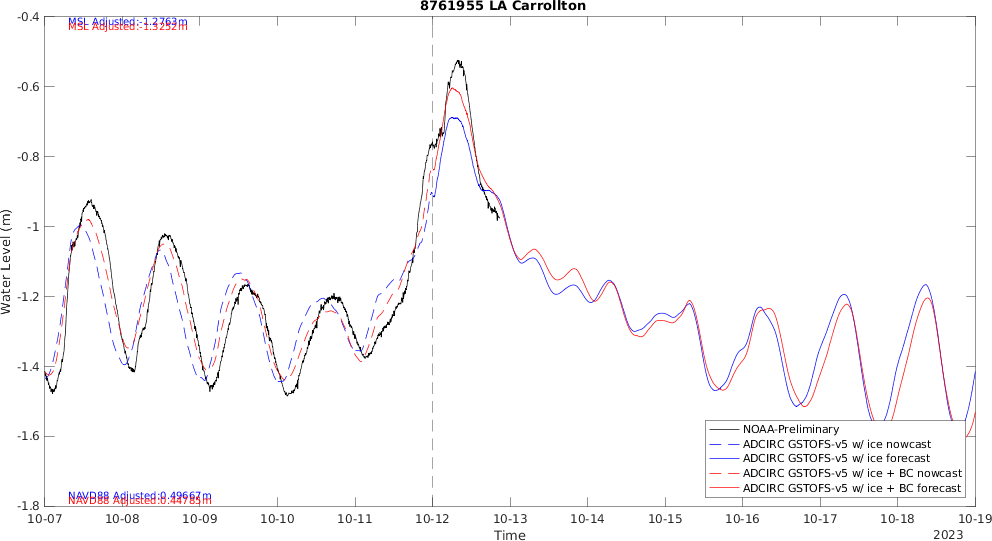 8761955 LA Carrollton
MSL Adjusted:-1.2763m
MSL Adjusted:-1.3252m
-0.4
-0.6
-0.8
-1
-1.2
-1.4
-1.6
-1.8
Water Level (m)
NOAA-Preliminary
ADCIRC GSTOFS-v5 w/ ice nowcast
ADCIRC GSTOFS-v5 w/ ice forecast
ADCIRC GSTOFS-v5 w/ ice + BC nowcast
ADCIRC GSTOFS-v5 w/ ice + BC forecast
NAVD88 Adjusted:0.49667m
NAVD88 Adjusted:0.44785m
10-07 10-08 10-09 10-10 10-11 10-12 10-13 10-14 10-15 10-16 10-17 10-18 10-19
Time
2023